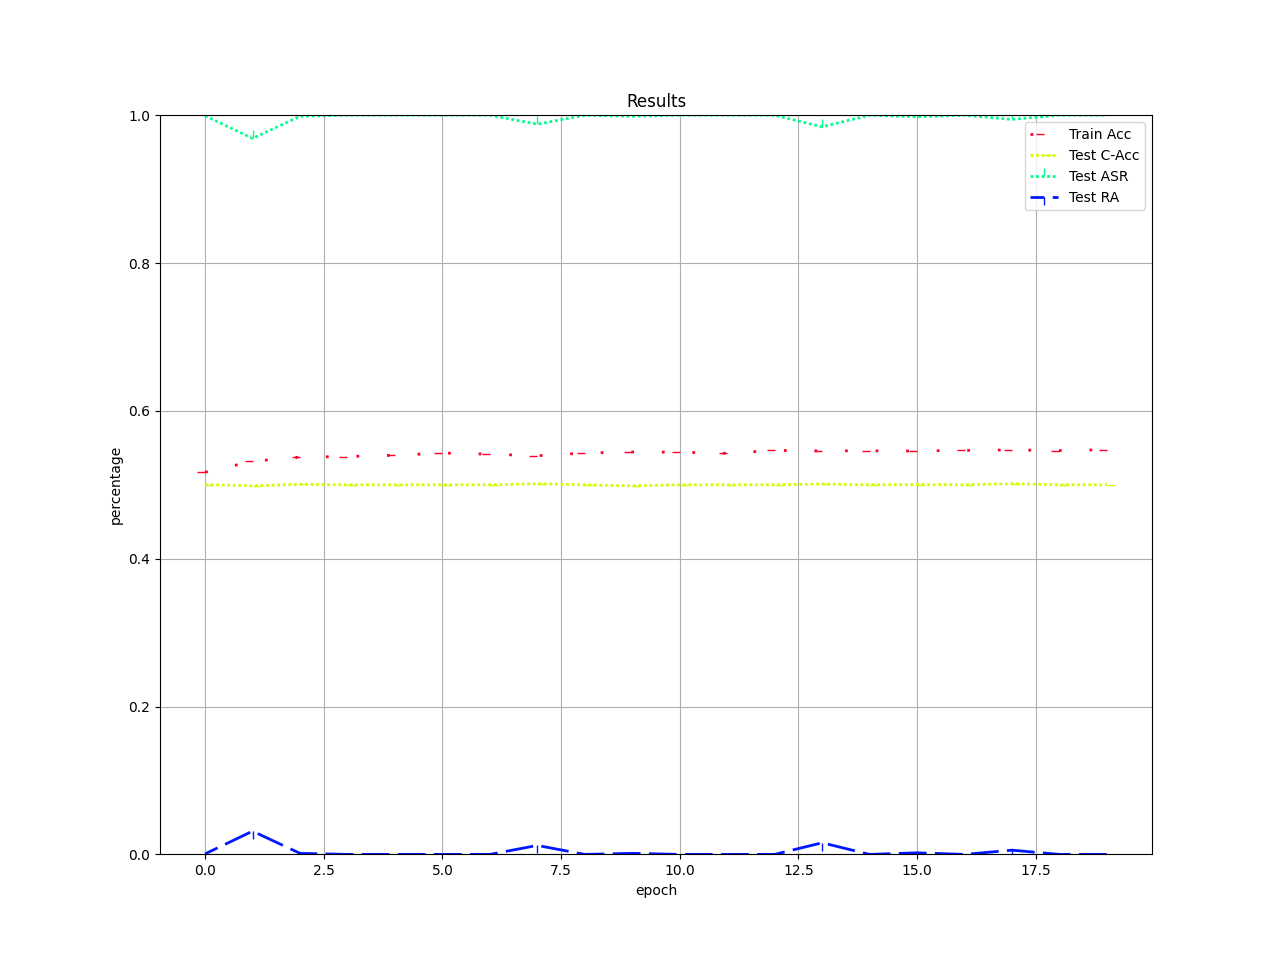 Results
1.0
0.8
0.6
0.4
0.2
0.0
percentage
Train Acc
Test C-Acc
Test ASR
Test RA
0.0 2.5 5.0 7.5 10.0 12.5 15.0 17.5
epoch